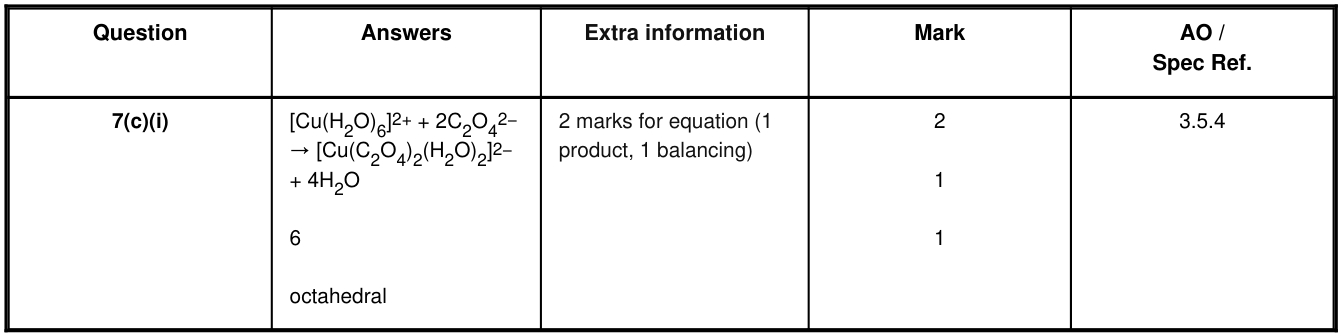 Question Answers Extra information Mark AO /
Spec Ref.
7(c)(i) [Cu(H2O)6]2+ + 2C2O42– 2 marks for equation (1 2 3.5.4
→ [Cu(C2O4)2(H2O)2]2– product, 1 balancing)
+ 4H2O 1
6 1
octahedral